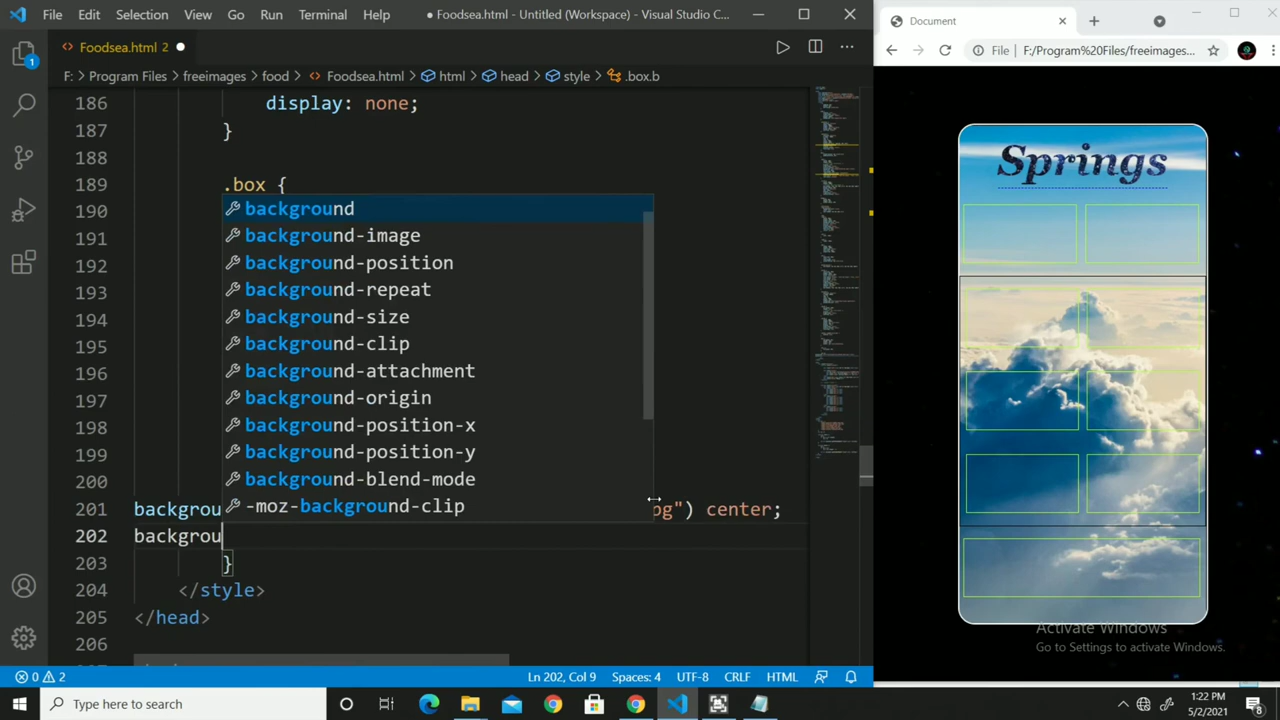 File Edit Selection View Go Run Terminal Help ● Foodsea.html - Untitled (Workspace) - Visual Studio C...
Foodsea.html 2 ●
F: > Program Files > freeimages > food > Foodsea.html > html > head > style > .box.b
186 display: none;
187 }
188
189 .box {
190 background
191 background-image
192 background-position
193 background-repeat
194 background-size
195 background-clip
196 background-attachment
197 background-origin
198 background-position-x
199 background-position-y
200 background-blend-mode
-moz-background-clip
201 backgrou pg") center;
202 backgrou
203 }
204 </style>
205 </head>
206
0 2 Ln 202, Col 9 Spaces: 4 UTF-8 CRLF HTML
Document
File | F:/Program%20Files/freeimages...
Springs
Activate Windows
Go to Settings to activate Windows.
Type here to search
1:22 PM
5/2/2021
1
8